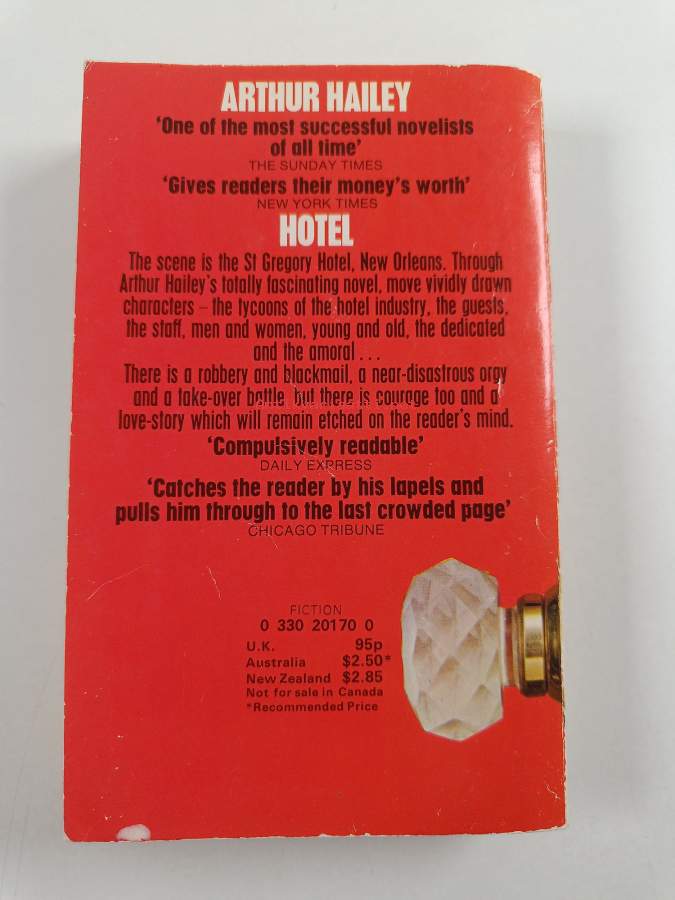 ARTHUR HAILEY
‘One of the most successful novelists
of all time’
THE SUNDAY TIMES
‘Gives readers their money’s worth’
NEW YORK TIMES
HOTEL
The scene is the St Gregory Hotel, New Orleans. Through
Arthur Hailey’s totally fascinating novel, move vividly drawn
characters – the tycoons of the hotel industry, the guests,
the staff, men and women, young and old, the dedicated
and the amoral . . .
There is a robbery and blackmail, a near-disastrous orgy
and a take-over battle, but there is courage too and a
love-story which will remain etched on the reader’s mind.
‘Compulsively readable’
DAILY EXPRESS
‘Catches the reader by his lapels and
pulls him through to the last crowded page’
CHICAGO TRIBUNE
FICTION
0 330 20170 0
U.K. 95p
Australia $2.50*
New Zealand $2.85
Not for sale in Canada
*Recommended Price